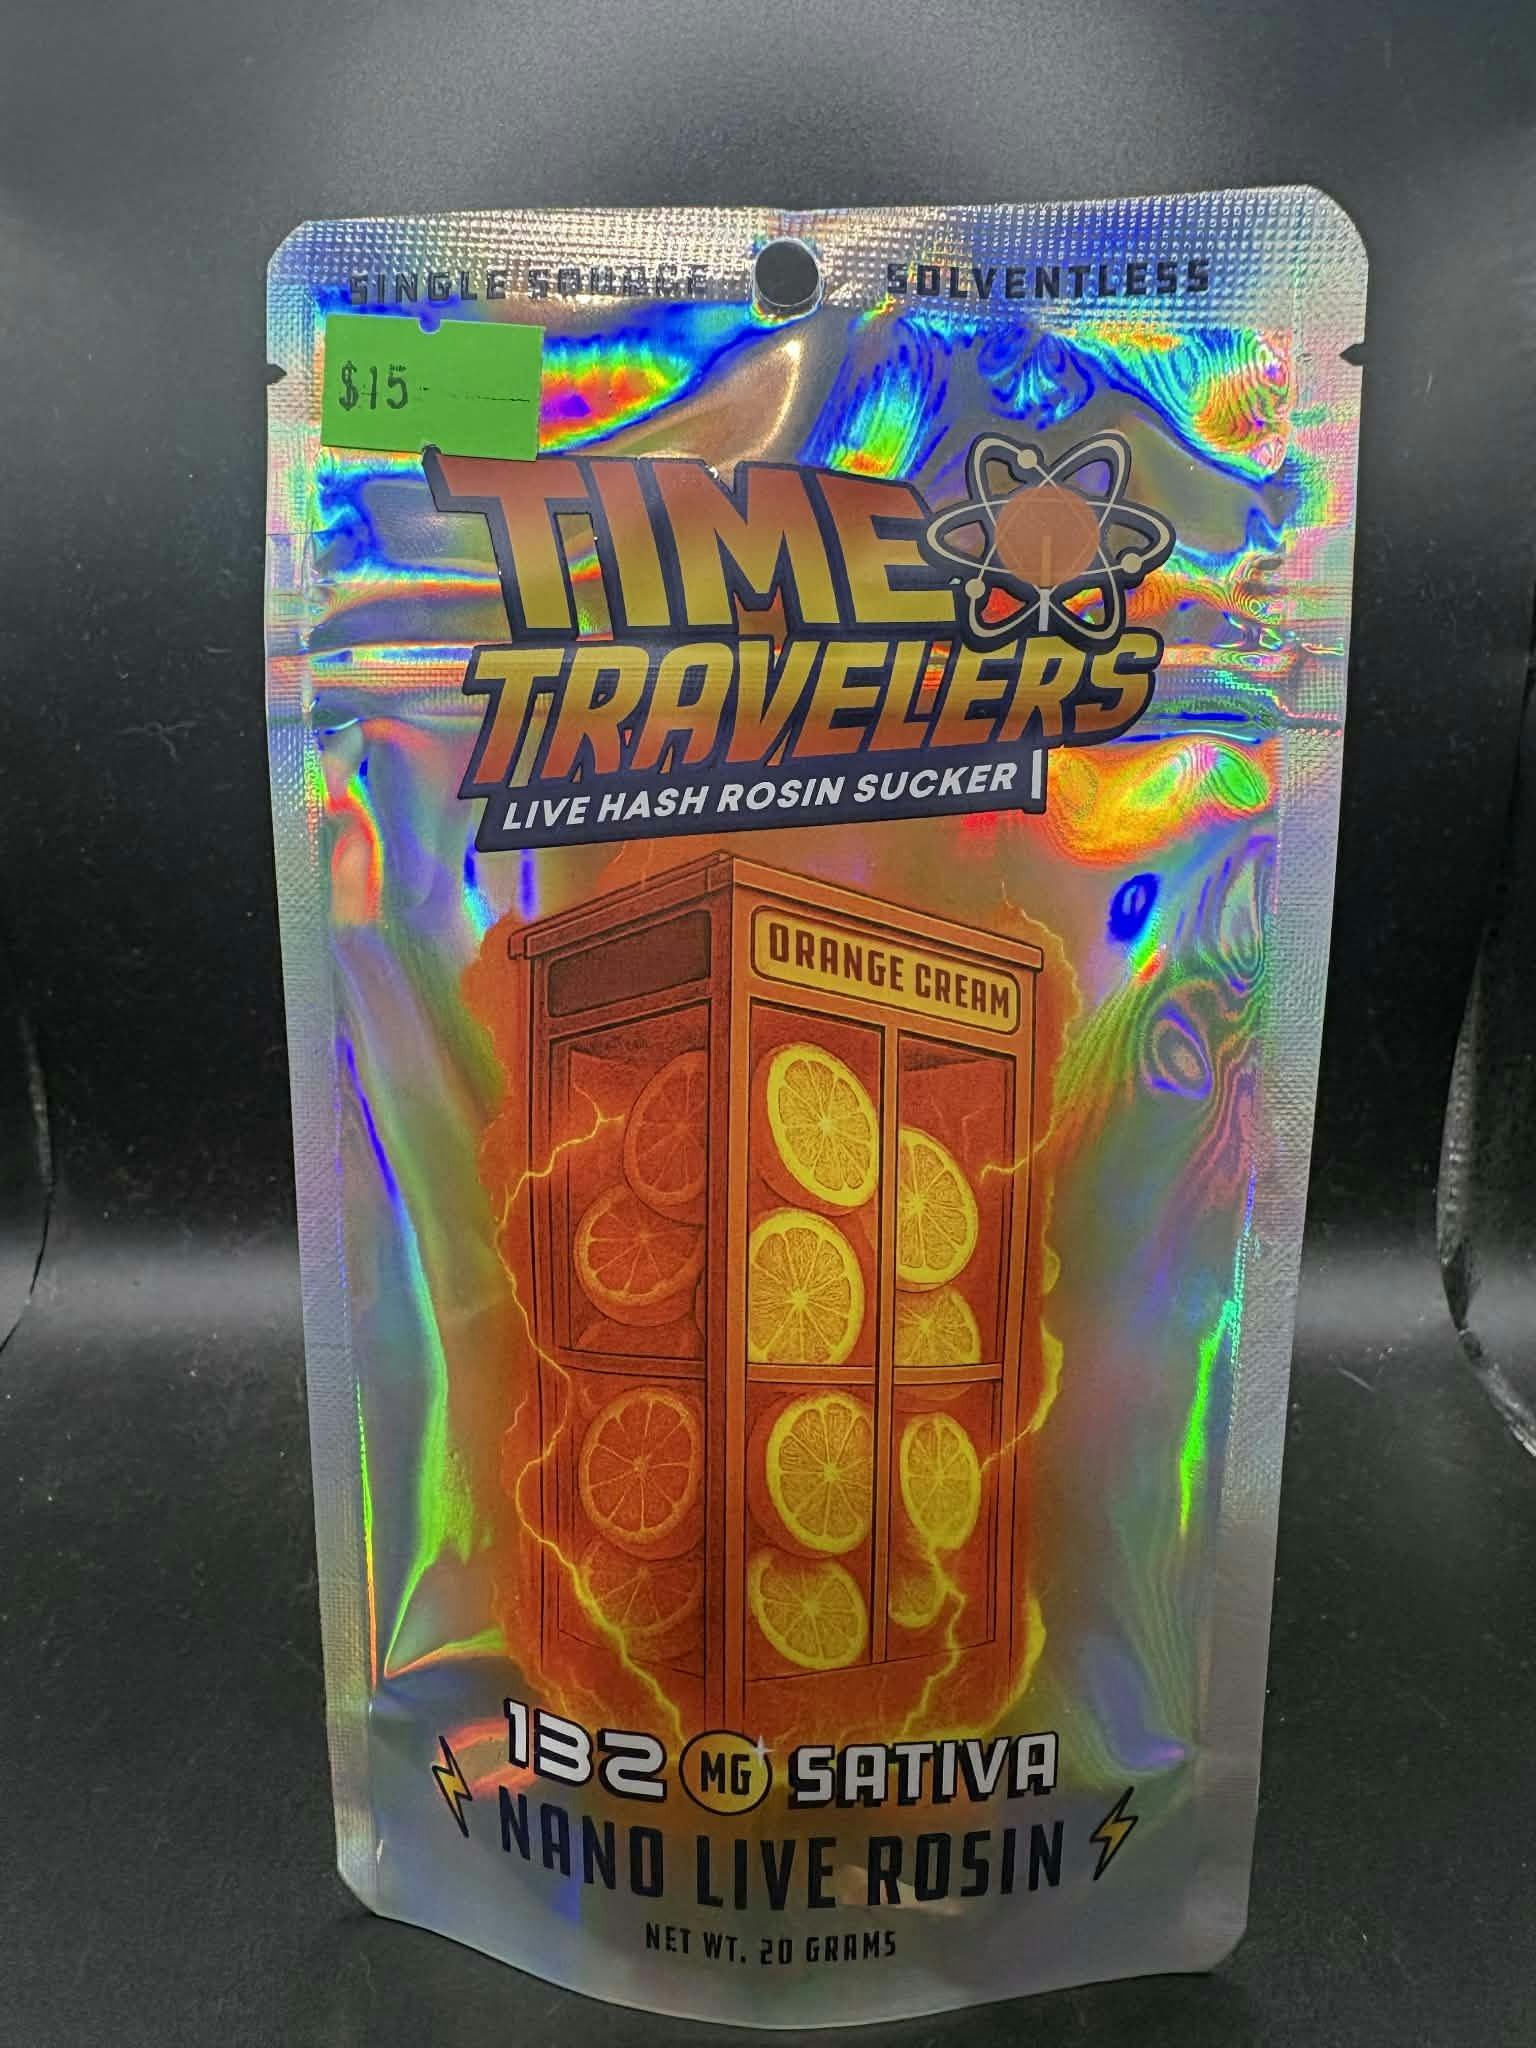 SINGLE SOURCE SOLVENTLESS
$15
TIME
TRAVELERS
LIVE HASH ROSIN SUCKER
ORANGE CREAM
132 MG SATIVA
NANO LIVE ROSIN
NET WT. 20 GRAMS